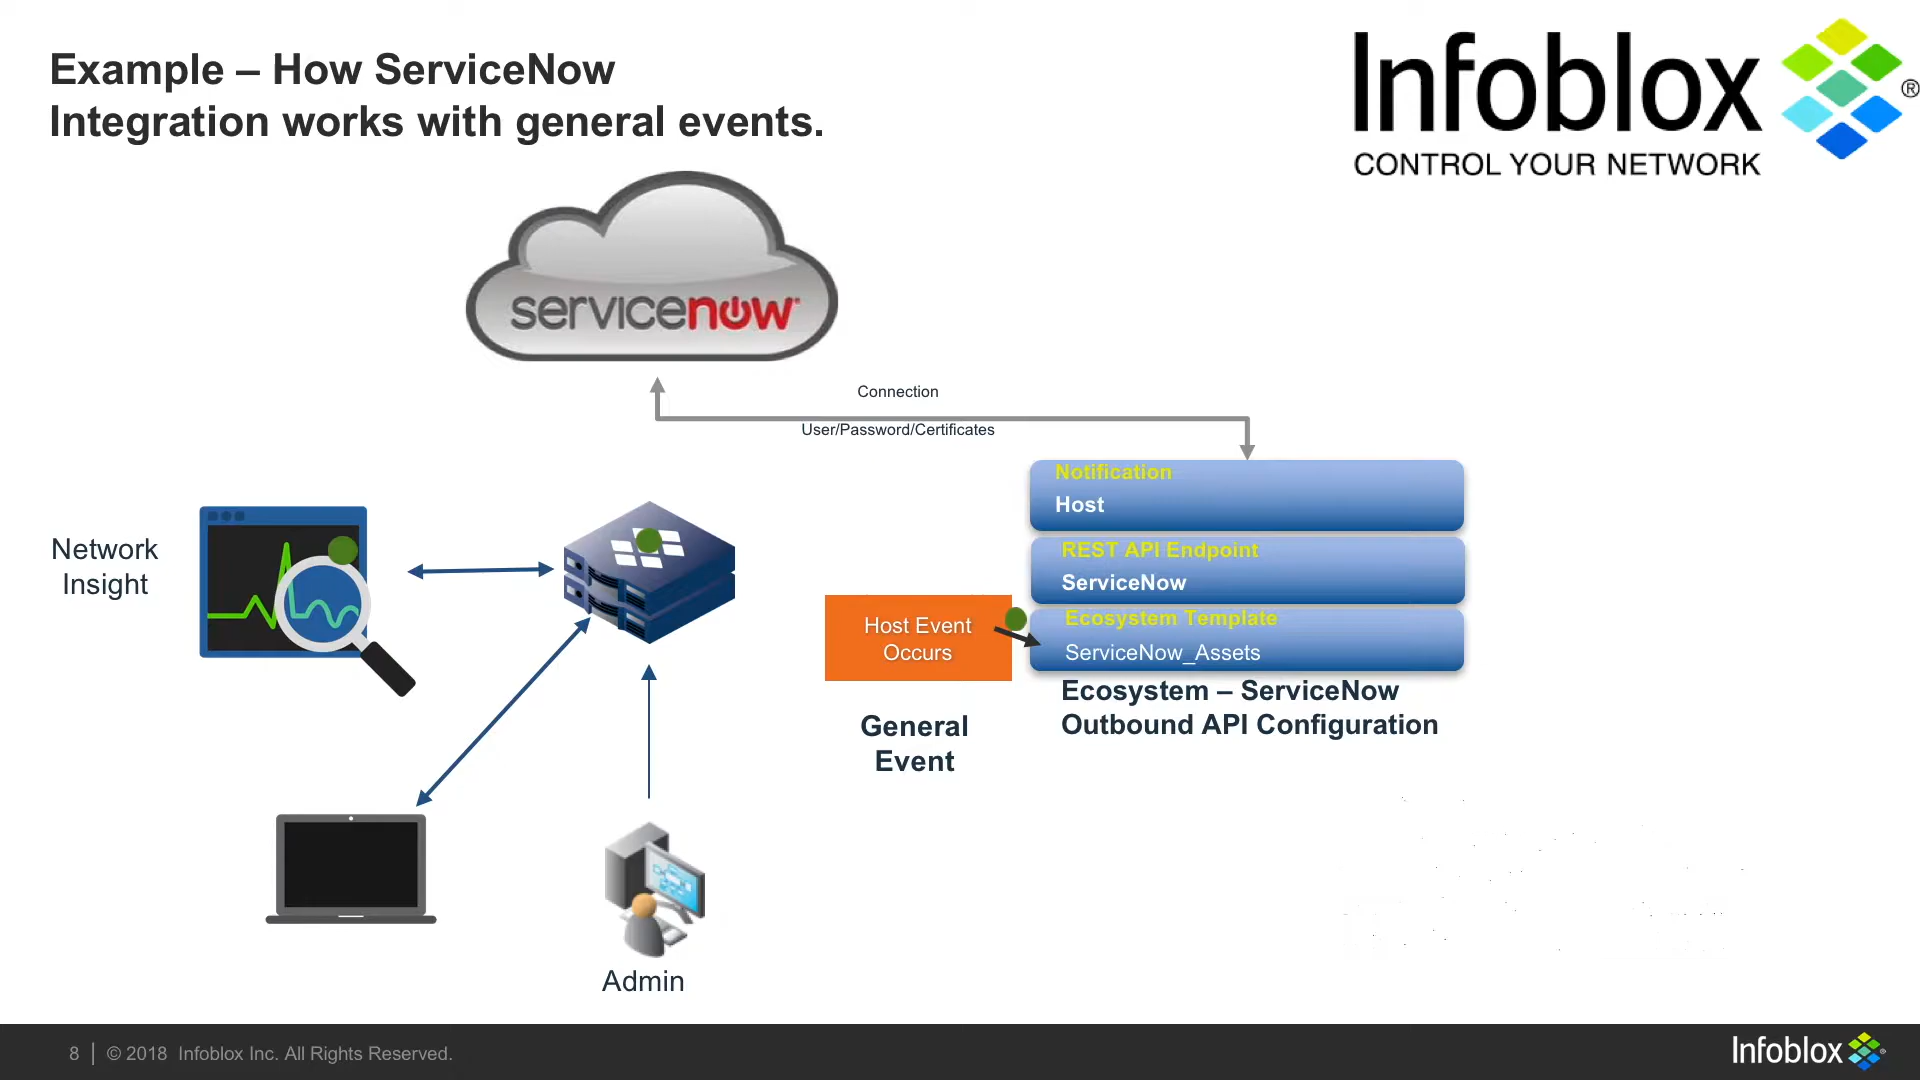 Example – How ServiceNow
Integration works with general events.
Infoblox ®
CONTROL YOUR NETWORK
servicenow
Connection
User/Password/Certificates
Notification
Host
REST API Endpoint
ServiceNow
Ecosystem Template
ServiceNow_Assets
Ecosystem – ServiceNow
Outbound API Configuration
Host Event
Occurs
General
Event
Network
Insight
Admin
8 | © 2018 Infoblox Inc. All Rights Reserved.
Infoblox